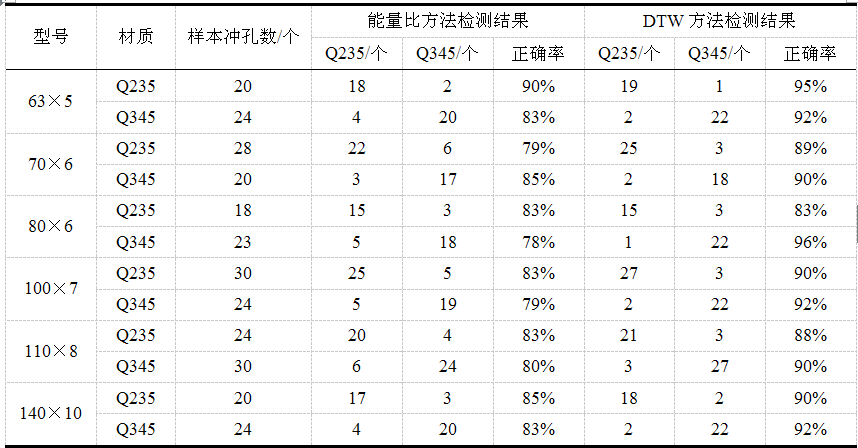 型号 材质 样本冲孔数/个 能量比方法检测结果 DTW 方法检测结果
Q235/个 Q345/个 正确率 Q235/个 Q345/个 正确率
63×5 Q235 20 18 2 90% 19 1 95%
Q345 24 4 20 83% 2 22 92%
70×6 Q235 28 22 6 79% 25 3 89%
Q345 20 3 17 85% 2 18 90%
80×6 Q235 18 15 3 83% 15 3 83%
Q345 23 5 18 78% 1 22 96%
100×7 Q235 30 25 5 83% 27 3 90%
Q345 24 5 19 79% 2 22 92%
110×8 Q235 24 20 4 83% 21 3 88%
Q345 30 6 24 80% 3 27 90%
140×10 Q235 20 17 3 85% 18 2 90%
Q345 24 4 20 83% 2 22 92%